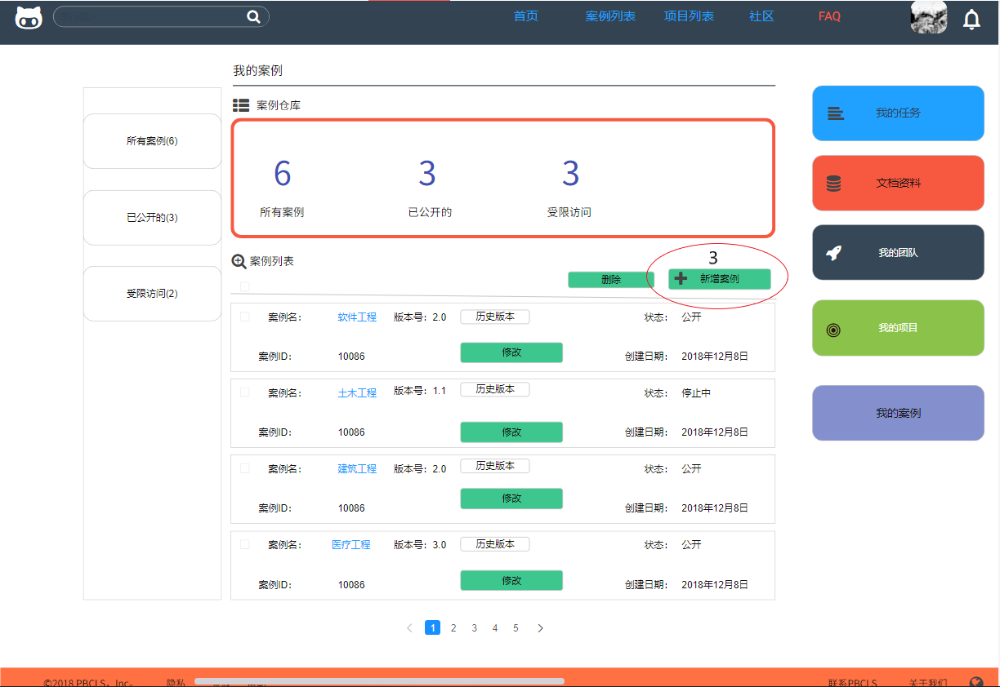 首页 案例列表 项目列表 社区 FAQ
我的案例
案例仓库
所有案例(6)
已公开的(3)
受限访问(2)
6 3 3
所有案例 已公开的 受限访问
案例列表
3
删除 新增案例
案例名: 软件工程 版本号: 2.0 历史版本 状态: 公开
案例ID: 10086 修改 创建日期: 2018年12月8日
案例名: 土木工程 版本号: 1.1 历史版本 状态: 停止中
案例ID: 10086 修改 创建日期: 2018年12月8日
案例名: 建筑工程 版本号: 2.0 历史版本 状态: 公开
案例ID: 10086 修改 创建日期: 2018年12月8日
案例名: 医疗工程 版本号: 3.0 历史版本 状态: 公开
案例ID: 10086 修改 创建日期: 2018年12月8日
1 2 3 4 5
我的任务
文档资料
我的团队
我的项目
我的案例
©2018 PBCLS, Inc. 隐私 联系PBCLS 关于我们